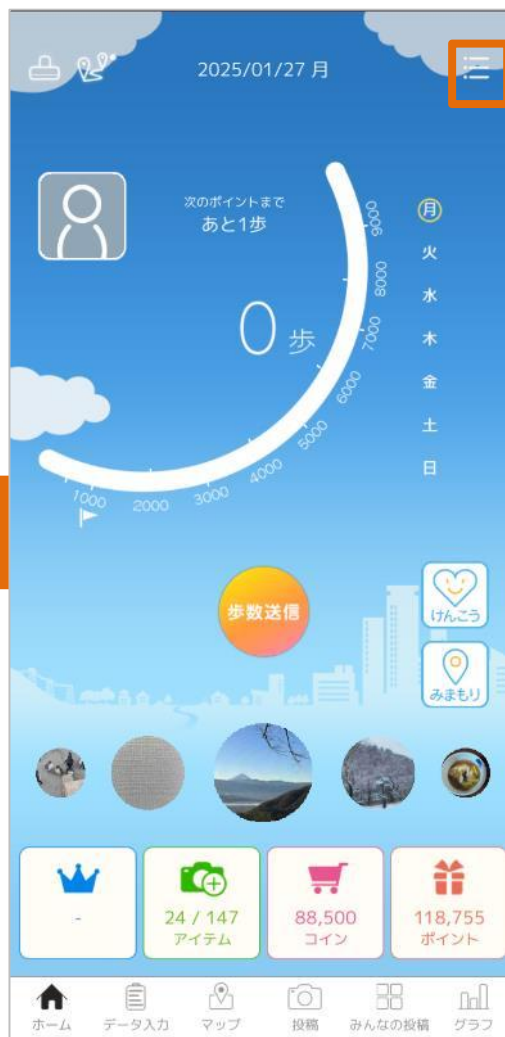 2025/01/27 月
次のポイントまで
あと1歩
0 歩
9000
8000
7000
6000
5000
4000
3000
2000
1000
月
火
水
木
金
土
日
歩数送信
けんこう
みまもり
-
24 / 147
アイテム
88,500
コイン
118,755
ポイント
ホーム
データ入力
マップ
投稿
みんなの投稿
グラフ